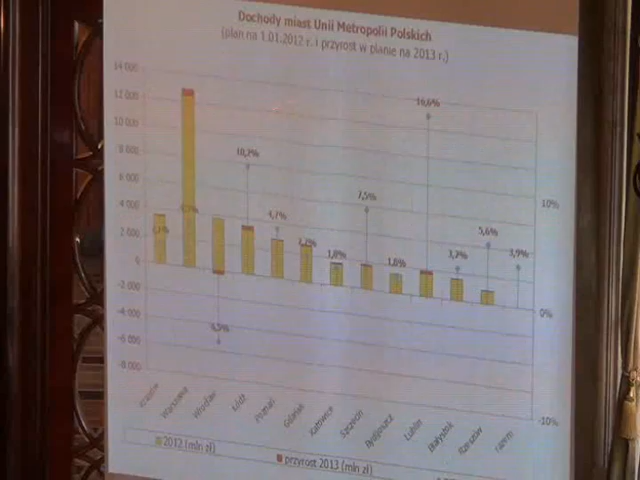 Dochody miast Unii Metropolii Polskich
(plan na 1.01.2012 r. i przyrost w planie na 2013 r.)
14 000
12 000
10 000
8 000
6 000
4 000
2 000
0
-2 000
-4 000
-6 000
-8 000
16,6%
10,2%
7,5%
4,7%
5,6%
3,9%
1,8%
1,8%
3,2%
10%
0%
-10%
Kraków
Warszawa
Wrocław
Łódź
Poznań
Gdańsk
Katowice
Szczecin
Bydgoszcz
Lublin
Białystok
Rzeszów
razem
2012 (mln zł)
przyrost 2013 (mln zł)